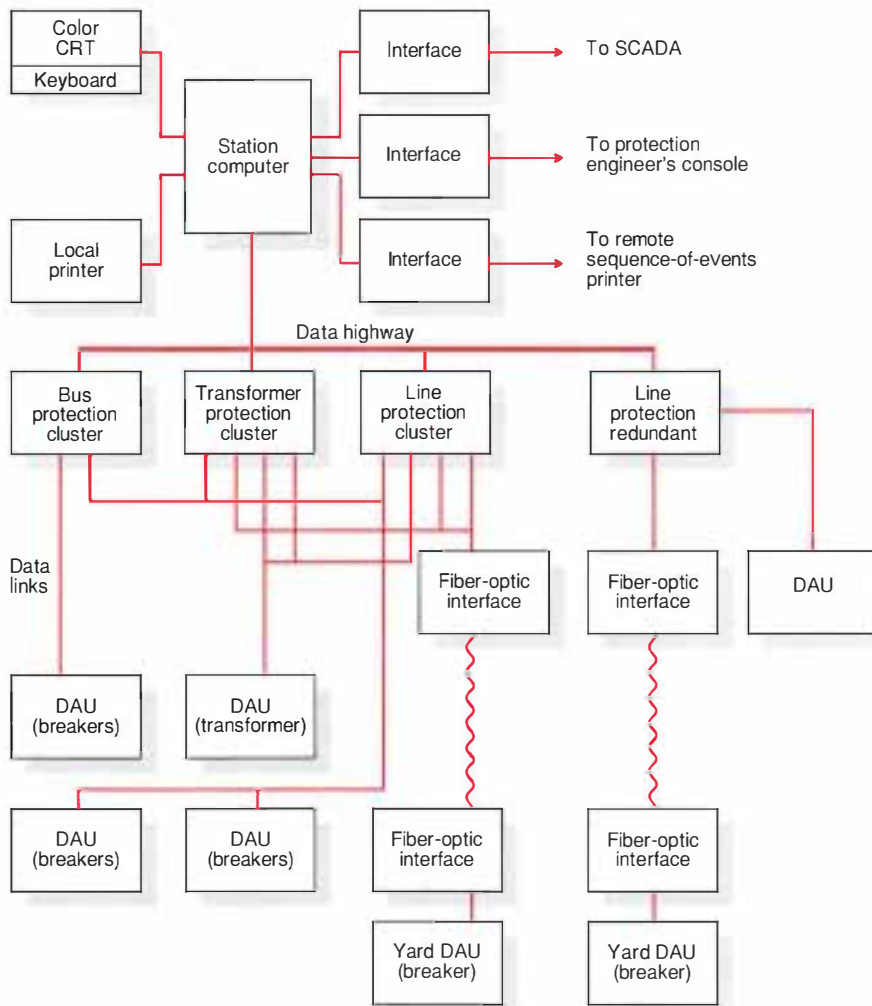 Color
CRT
Keyboard
Interface
To SCADA
Station
computer
Interface
To protection
engineer's console
Local
printer
Interface
To remote
sequence-of-events
printer
Data highway
Bus
protection
cluster
Transformer
protection
cluster
Line
protection
cluster
Line
protection
redundant
Data
links
Fiber-optic
interface
Fiber-optic
interface
DAU
DAU
(breakers)
DAU
(transformer)
DAU
(breakers)
DAU
(breakers)
Fiber-optic
interface
Fiber-optic
interface
Yard DAU
(breaker)
Yard DAU
(breaker)